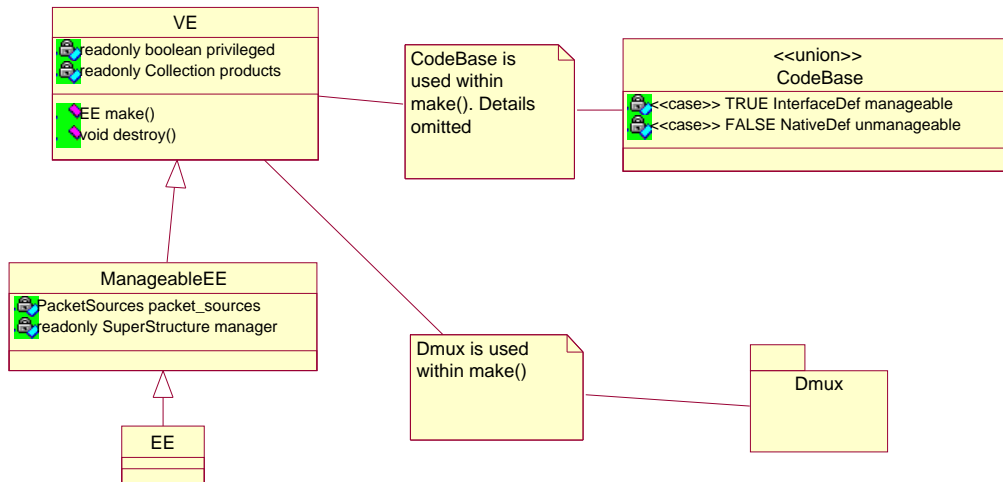 VE
readonly boolean privileged
readonly Collection products
EE make()
void destroy()
CodeBase is
used within
make(). Details
omitted
<<union>>
CodeBase
<<case>> TRUE InterfaceDef manageable
<<case>> FALSE NativeDef unmanageable
ManageableEE
PacketSources packet_sources
readonly SuperStructure manager
Dmux is used
within make()
Dmux
EE